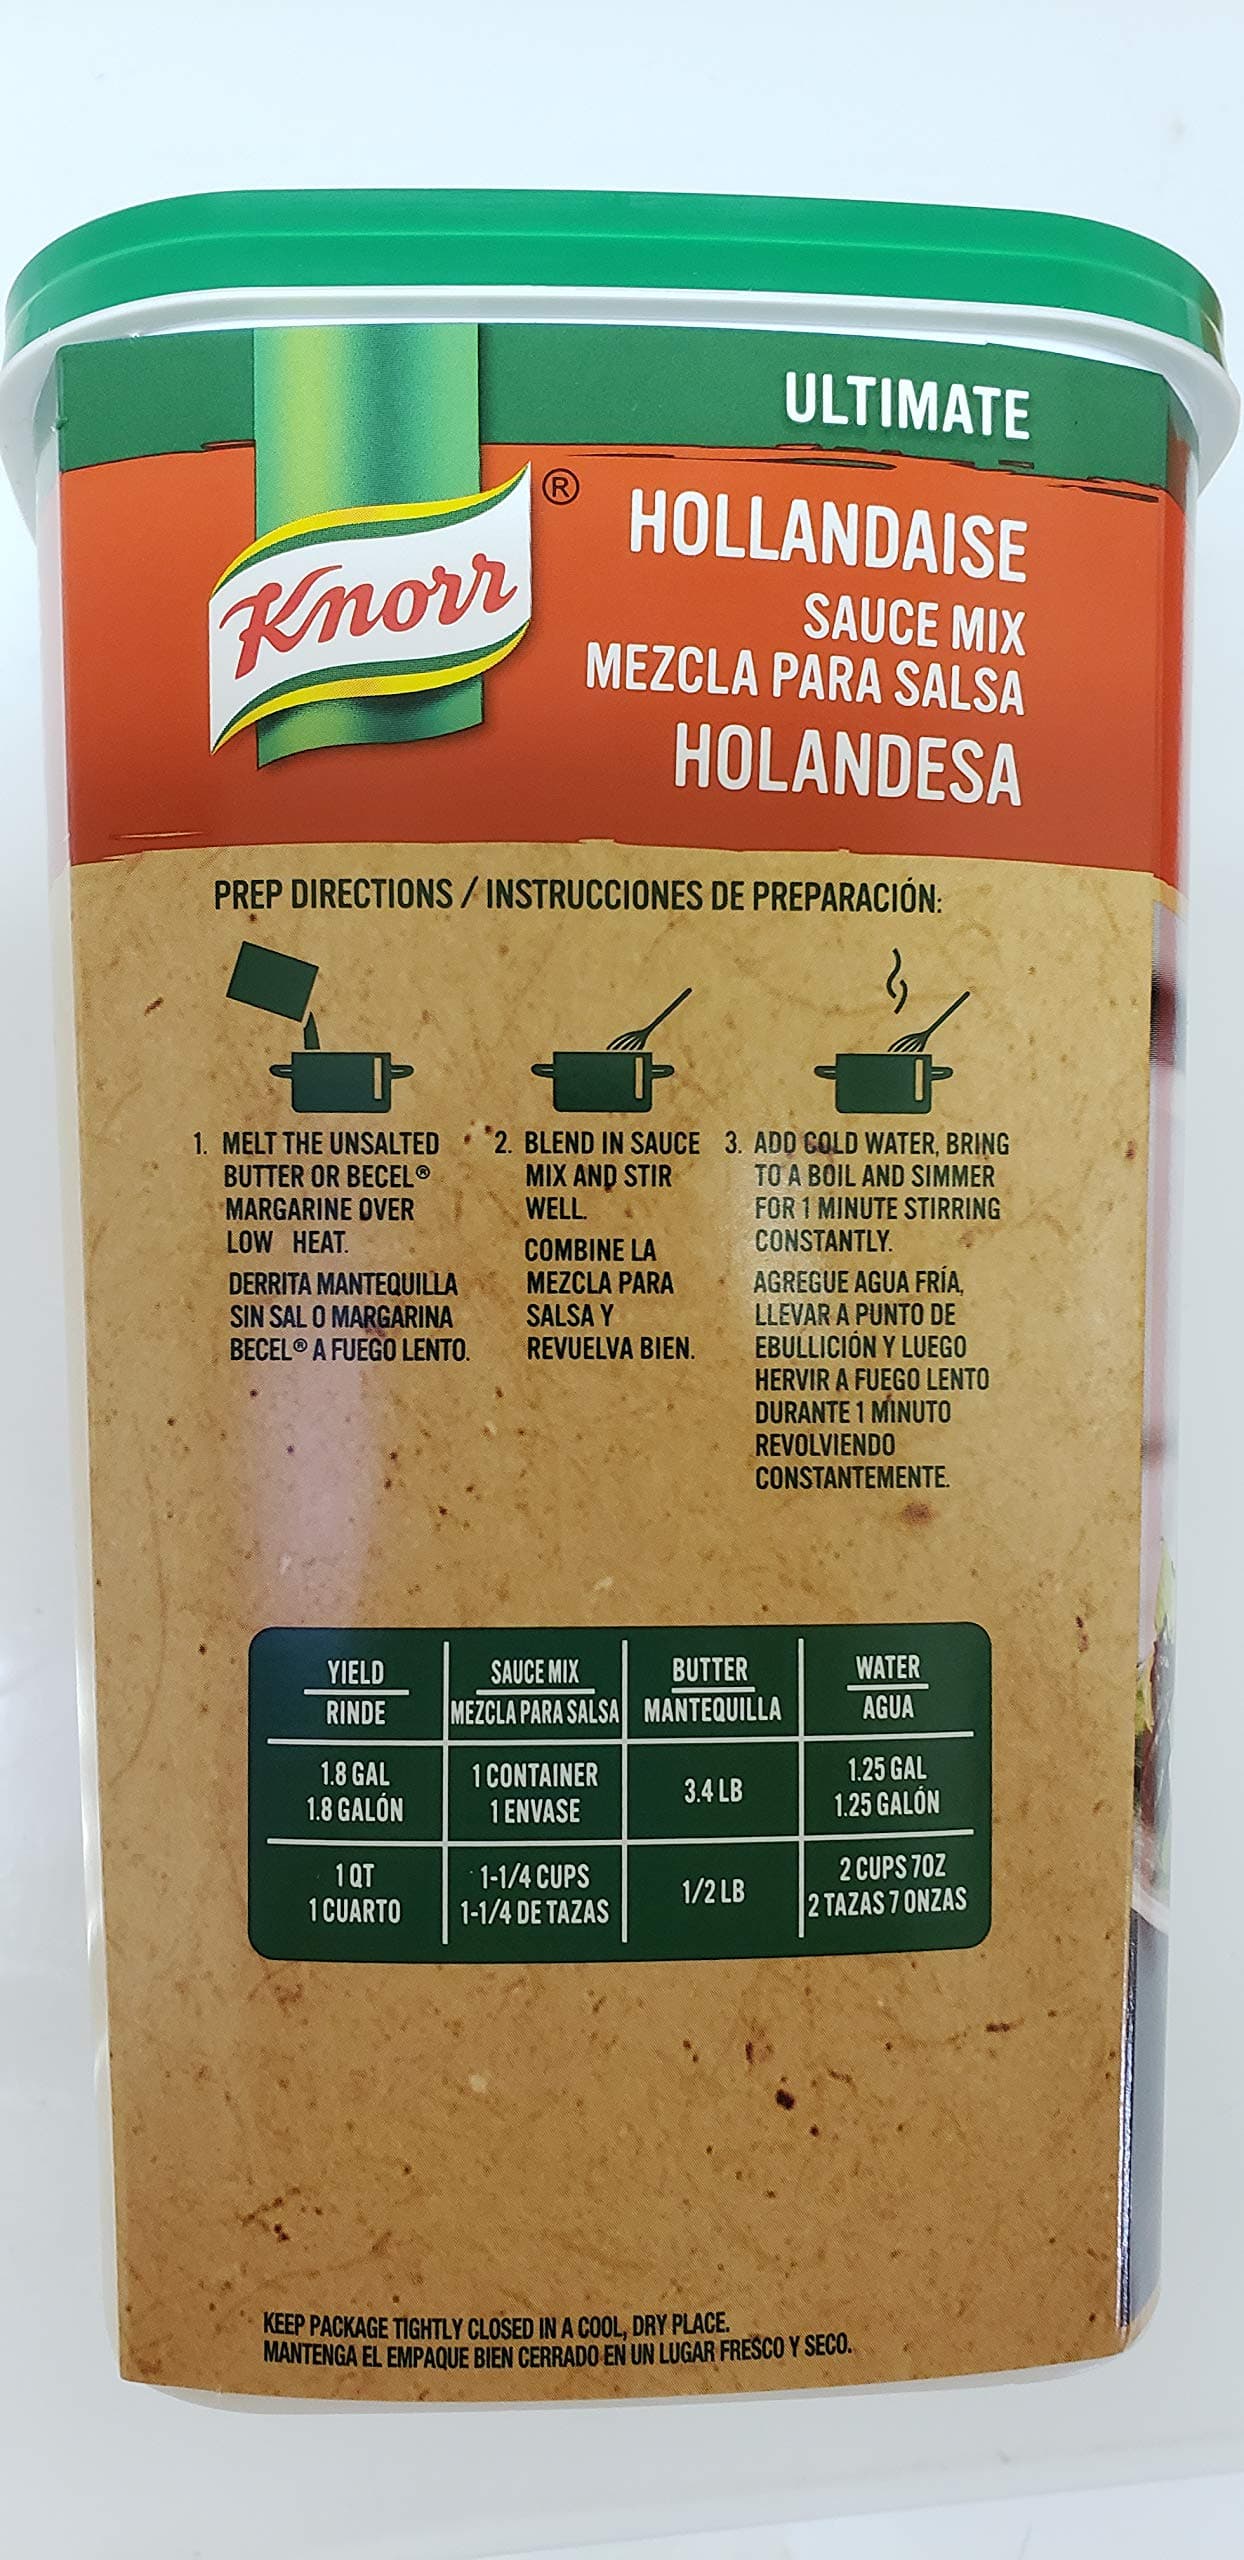 ULTIMATE
Knorr®
HOLLANDAISE
SAUCE MIX
MEZCLA PARA SALSA
HOLANDESA
PREP DIRECTIONS / INSTRUCCIONES DE PREPARACIÓN:
1. MELT THE UNSALTED
BUTTER OR BECEL®
MARGARINE OVER
LOW HEAT.
DERRITA MANTEQUILLA
SIN SAL O MARGARINA
BECEL® A FUEGO LENTO.
2. BLEND IN SAUCE
MIX AND STIR
WELL.
COMBINE LA
MEZCLA PARA
SALSA Y
REVUELVA BIEN.
3. ADD COLD WATER, BRING
TO A BOIL AND SIMMER
FOR 1 MINUTE STIRRING
CONSTANTLY.
AGREGUE AGUA FRÍA,
LLEVAR A PUNTO DE
EBULLICIÓN Y LUEGO
HERVIR A FUEGO LENTO
DURANTE 1 MINUTO
REVOLVIENDO
CONSTANTEMENTE.
YIELD SAUCE MIX BUTTER WATER
RINDE MEZCLA PARA SALSA MANTEQUILLA AGUA
1.8 GAL 1 CONTAINER 3.4 LB 1.25 GAL
1.8 GALÓN 1 ENVASE 1.25 GALÓN
1 QT 1-1/4 CUPS 1/2 LB 2 CUPS 7OZ
1 CUARTO 1-1/4 DE TAZAS 2 TAZAS 7 ONZAS
KEEP PACKAGE TIGHTLY CLOSED IN A COOL, DRY PLACE.
MANTENGA EL EMPAQUE BIEN CERRADO EN UN LUGAR FRESCO Y SECO.